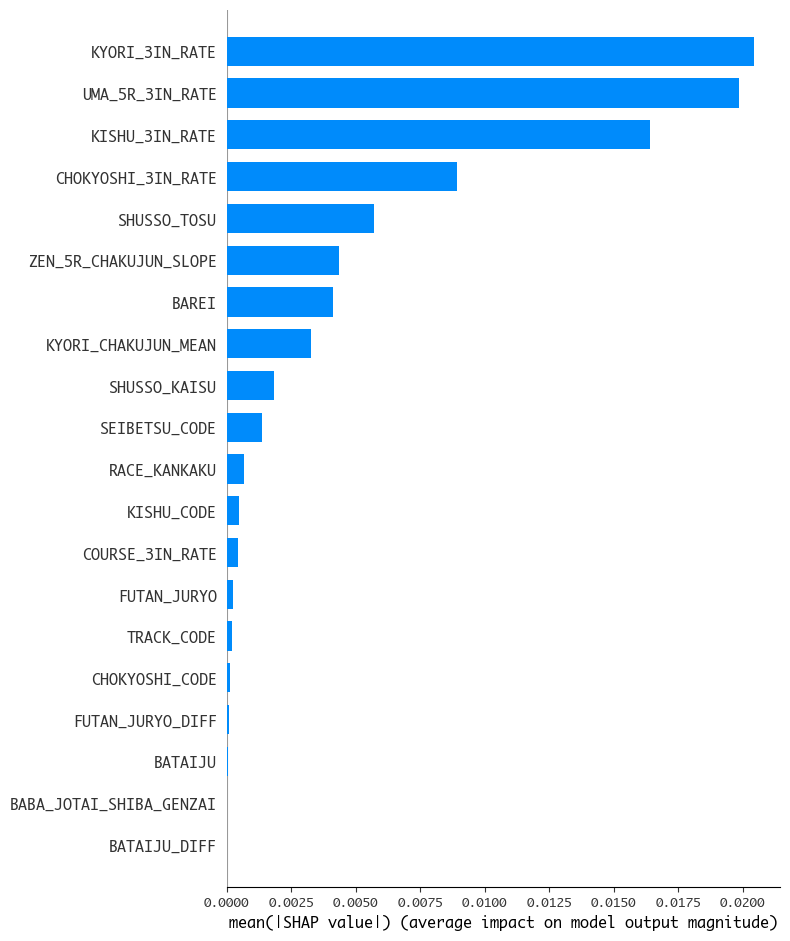 KYORI_3IN_RATE
UMA_5R_3IN_RATE
KISHU_3IN_RATE
CHOKYOSHI_3IN_RATE
SHUSSO_TOSU
ZEN_5R_CHAKUJUN_SLOPE
BAREI
KYORI_CHAKUJUN_MEAN
SHUSSO_KAISU
SEIBETSU_CODE
RACE_KANKAKU
KISHU_CODE
COURSE_3IN_RATE
FUTAN_JURYO
TRACK_CODE
CHOKYOSHI_CODE
FUTAN_JURYO_DIFF
BATAIJU
BABA_JOTAI_SHIBA_GENZAI
BATAIJU_DIFF
0.0000 0.0025 0.0050 0.0075 0.0100 0.0125 0.0150 0.0175 0.0200
mean(|SHAP value|) (average impact on model output magnitude)